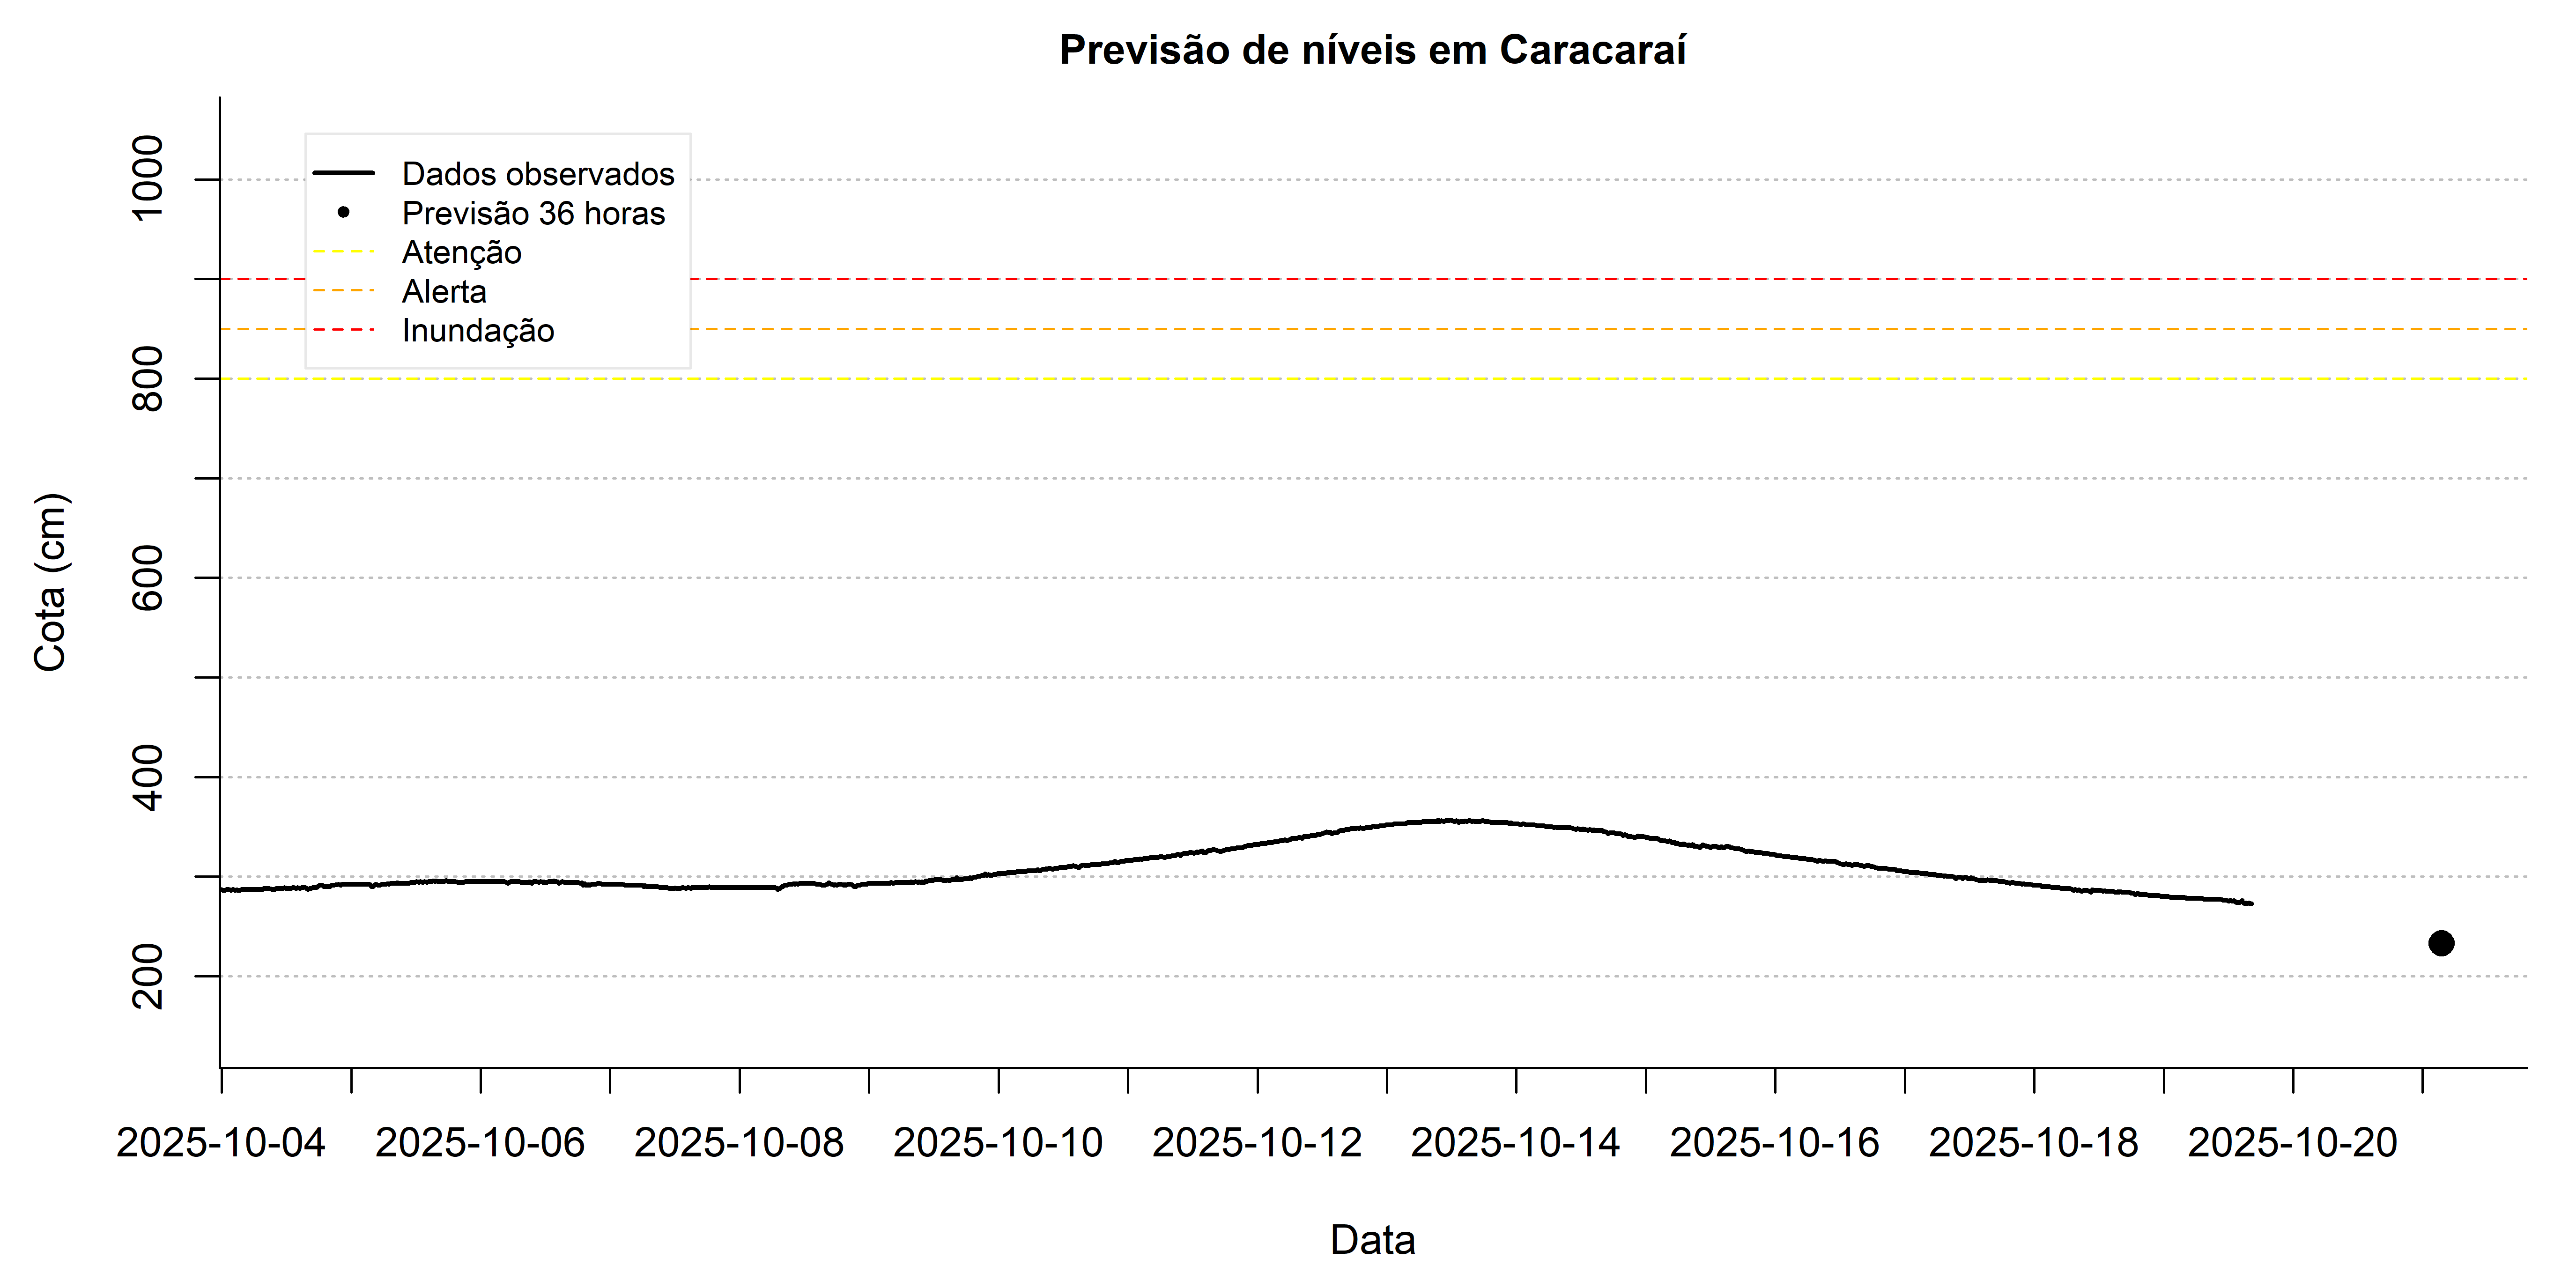 Previsão de níveis em Caracaraí
Dados observados
Previsão 36 horas
Atenção
Alerta
Inundação
Cota (cm)
1000
800
600
400
200
2025-10-04 2025-10-06 2025-10-08 2025-10-10 2025-10-12 2025-10-14 2025-10-16 2025-10-18 2025-10-20
Data